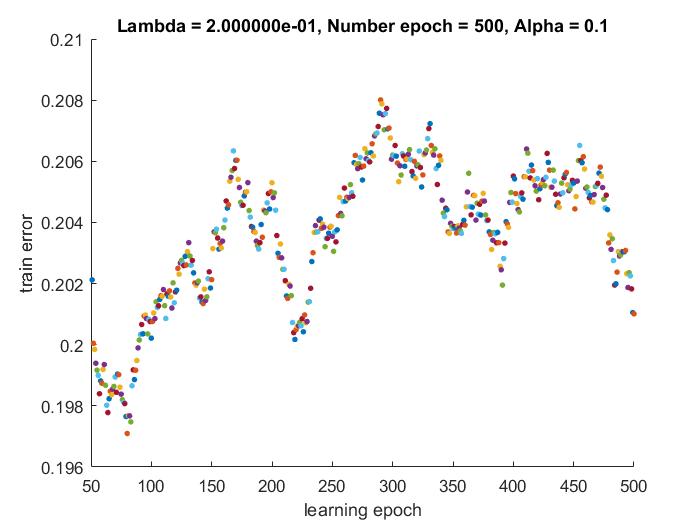 Lambda = 2.000000e-01, Number epoch = 500, Alpha = 0.1
0.21
0.208
0.206
0.204
0.202
0.2
0.198
0.196
train error
50 100 150 200 250 300 350 400 450 500
learning epoch